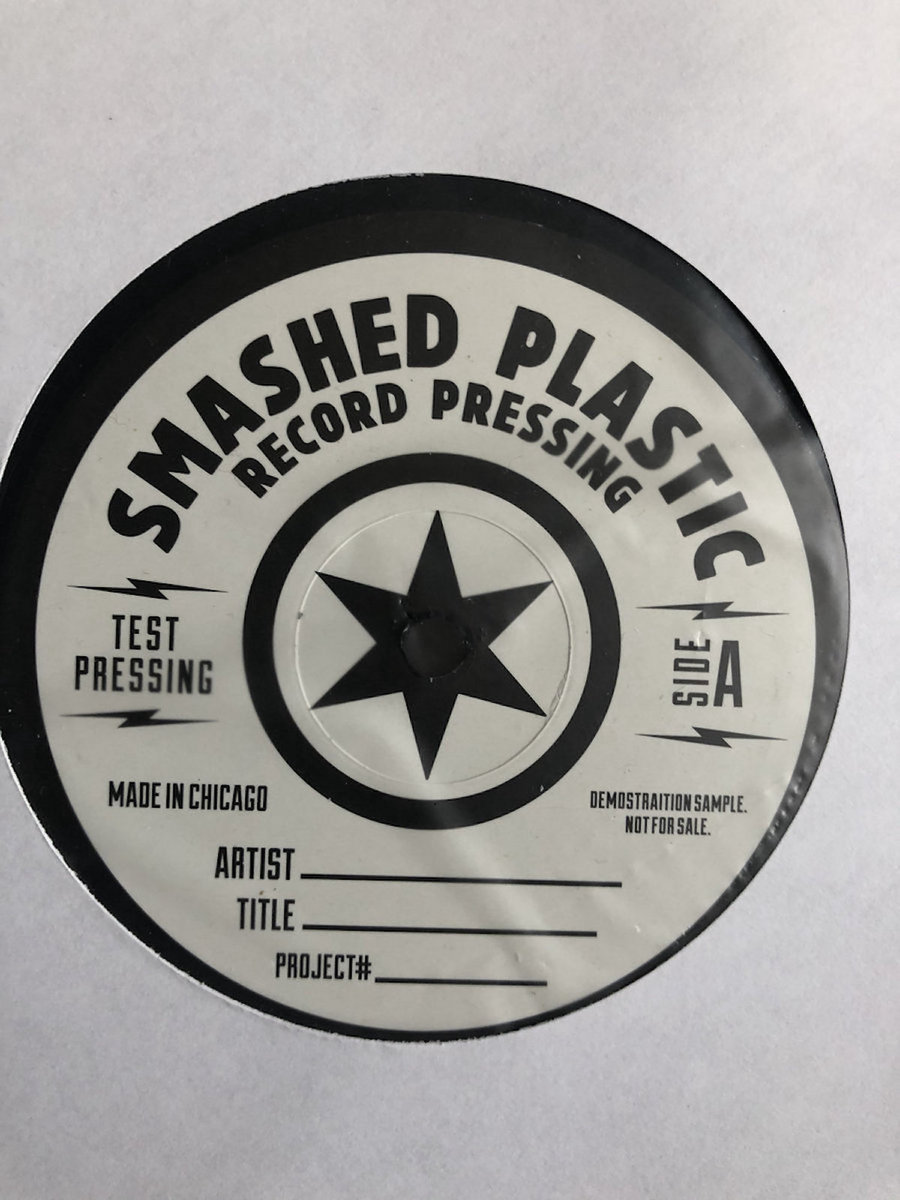 SMASHED PLASTIC
RECORD PRESSING
TEST
PRESSING
SIDE A
MADE IN CHICAGO
DEMOSTRAITION SAMPLE.
NOT FOR SALE.
ARTIST
TITLE
PROJECT#